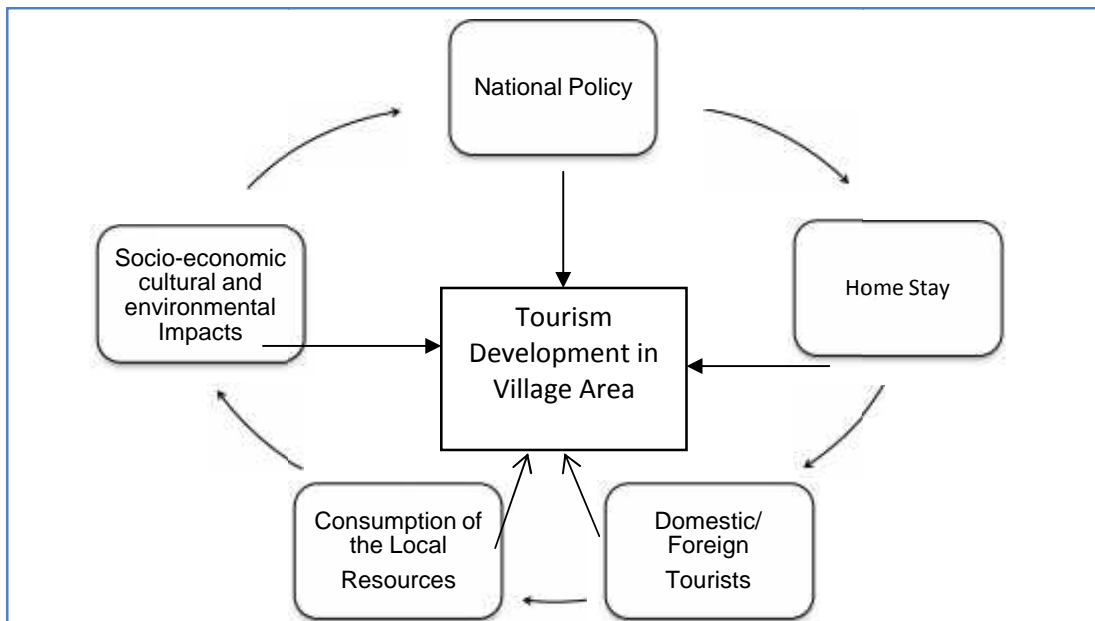 National Policy
Socio-economic
cultural and
environmental
Impacts
Home Stay
Tourism
Development in
Village Area
Consumption of
the Local
Resources
Domestic/
Foreign
Tourists